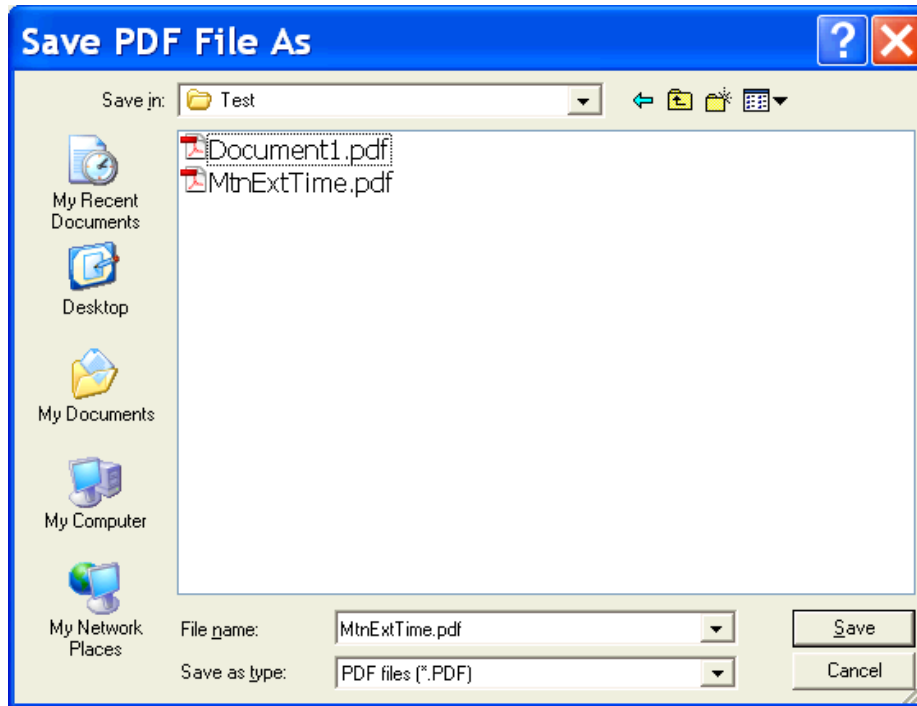 Save PDF File As
Save in: Test
Document1.pdf
MtnExtTime.pdf
My Recent
Documents
Desktop
My Documents
My Computer
My Network
Places
File name: MtnExtTime.pdf Save
Save as type: PDF files (*.PDF) Cancel